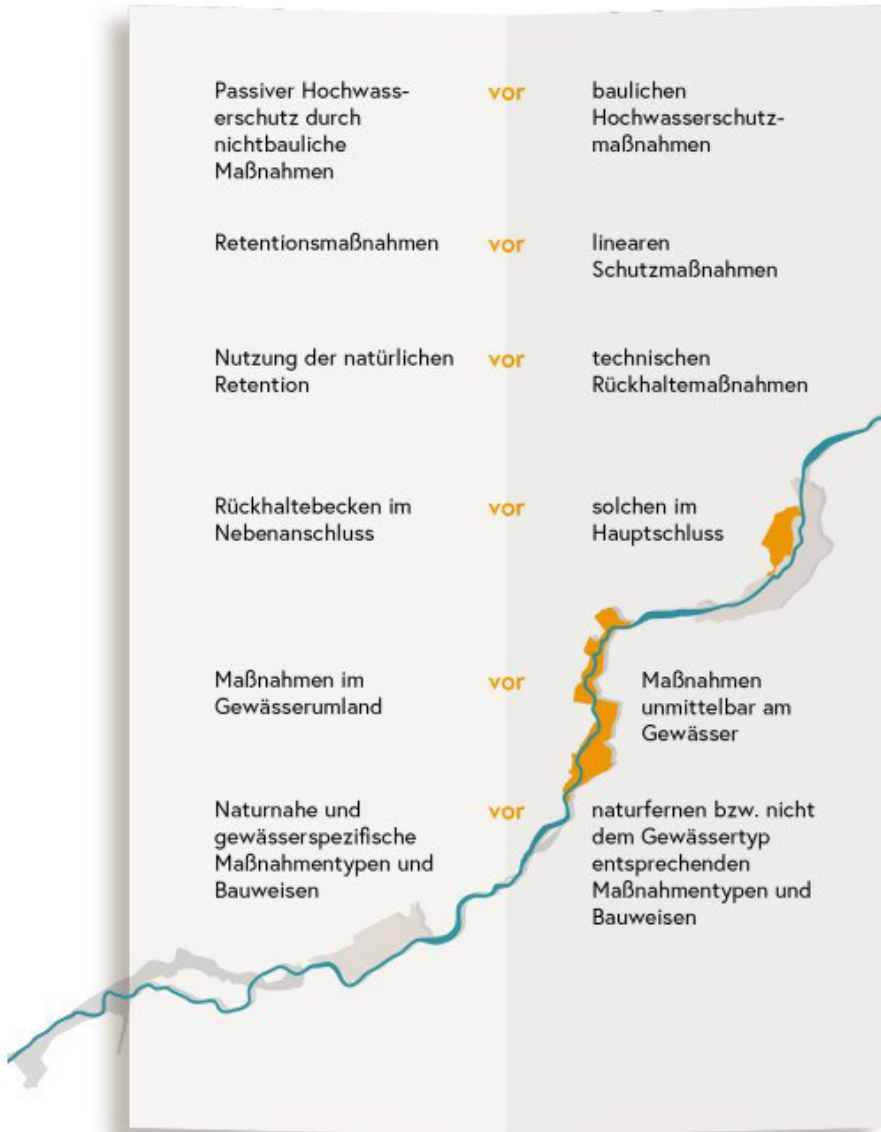 Passiver Hochwass-
erschutz durch
nichtbauliche
Maßnahmen
vor
baulichen
Hochwasserschutz-
maßnahmen
Retentionsmaßnahmen
vor
linearen
Schutzmaßnahmen
Nutzung der natürlichen
Retention
vor
technischen
Rückhaltemaßnahmen
Rückhaltebecken im
Nebenanschluss
vor
solchen im
Hauptschluss
Maßnahmen im
Gewässerumland
vor
Maßnahmen
unmittelbar am
Gewässer
Naturnahe und
gewässerspezifische
Maßnahmentypen und
Bauweisen
vor
naturfernen bzw. nicht
dem Gewässertyp
entsprechenden
Maßnahmentypen und
Bauweisen